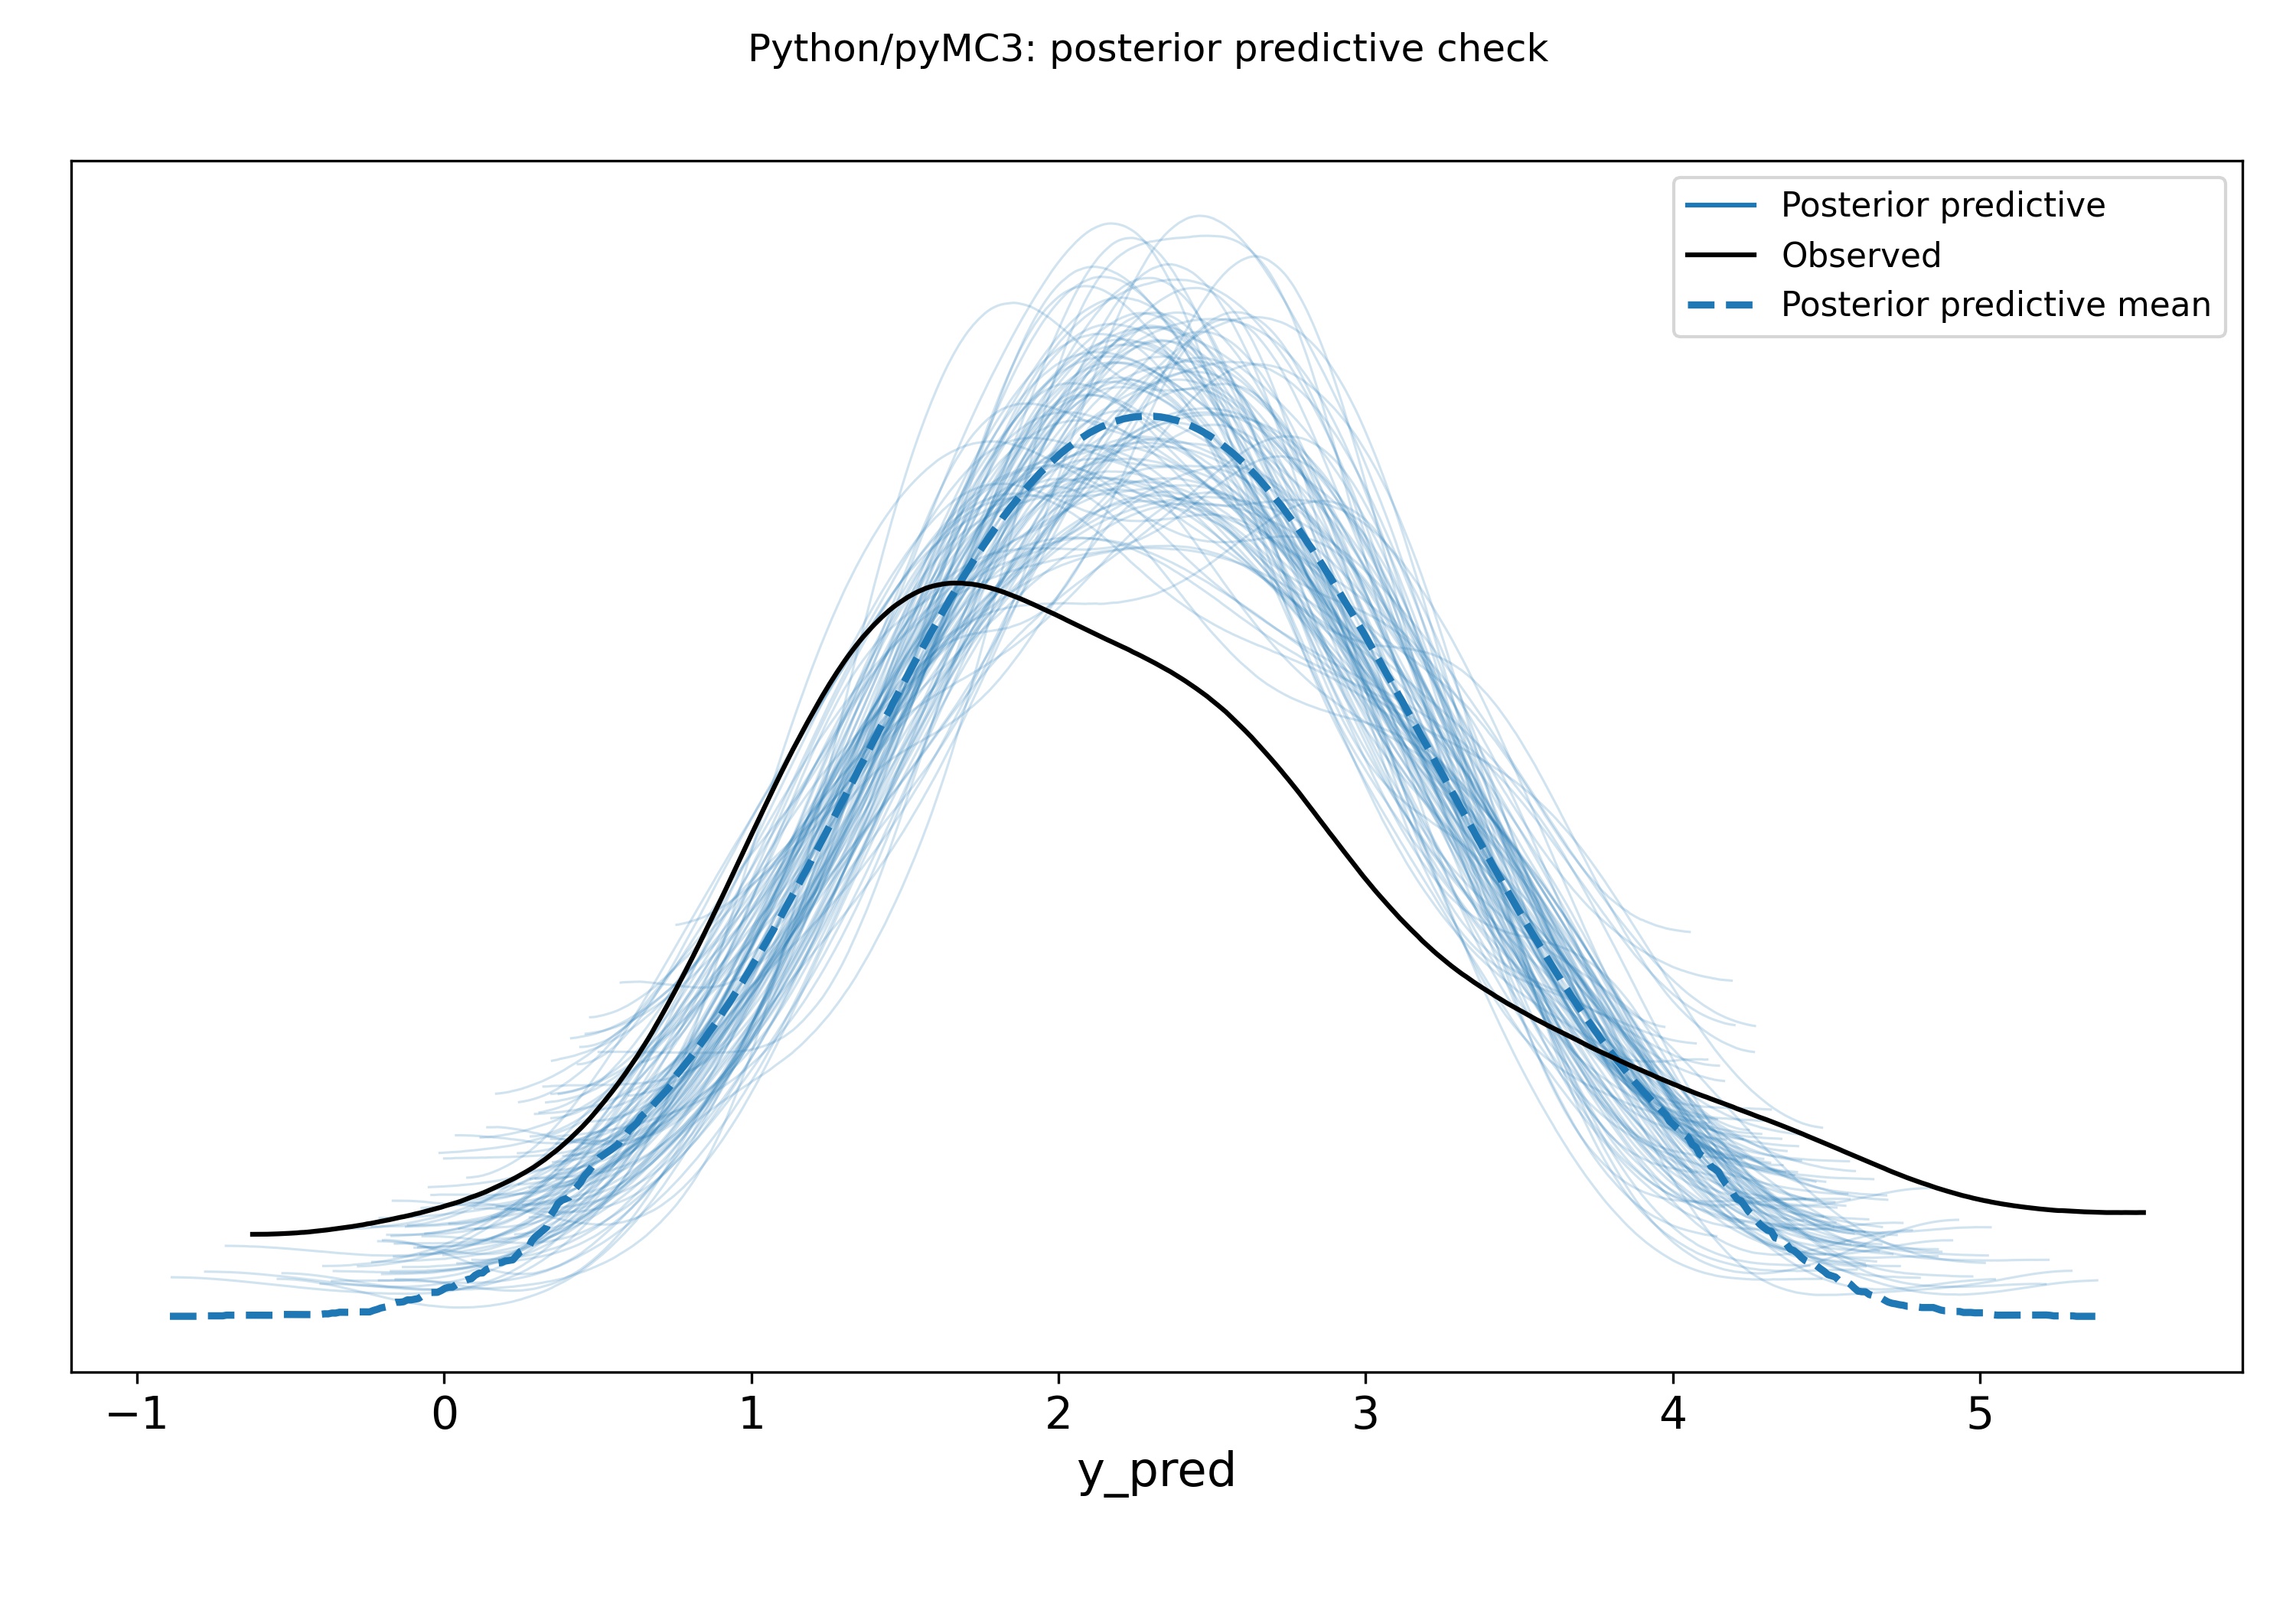 Python/pyMC3: posterior predictive check
Posterior predictive
Observed
Posterior predictive mean
−1 0 1 2 3 4 5
y_pred